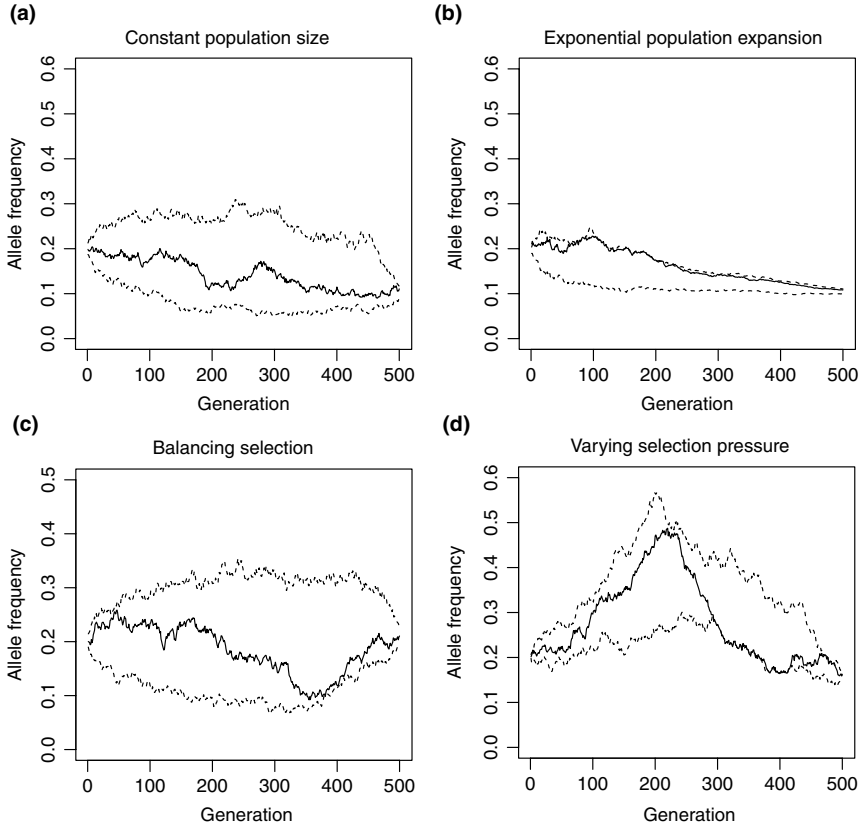 (a)
Constant population size
Allele frequency
0.6
0.5
0.4
0.3
0.2
0.1
0.0
0 100 200 300 400 500
Generation
(b)
Exponential population expansion
Allele frequency
0.6
0.5
0.4
0.3
0.2
0.1
0.0
0 100 200 300 400 500
Generation
(c)
Balancing selection
Allele frequency
0.5
0.4
0.3
0.2
0.1
0.0
0 100 200 300 400 500
Generation
(d)
Varying selection pressure
Allele frequency
0.6
0.5
0.4
0.3
0.2
0.1
0.0
0 100 200 300 400 500
Generation